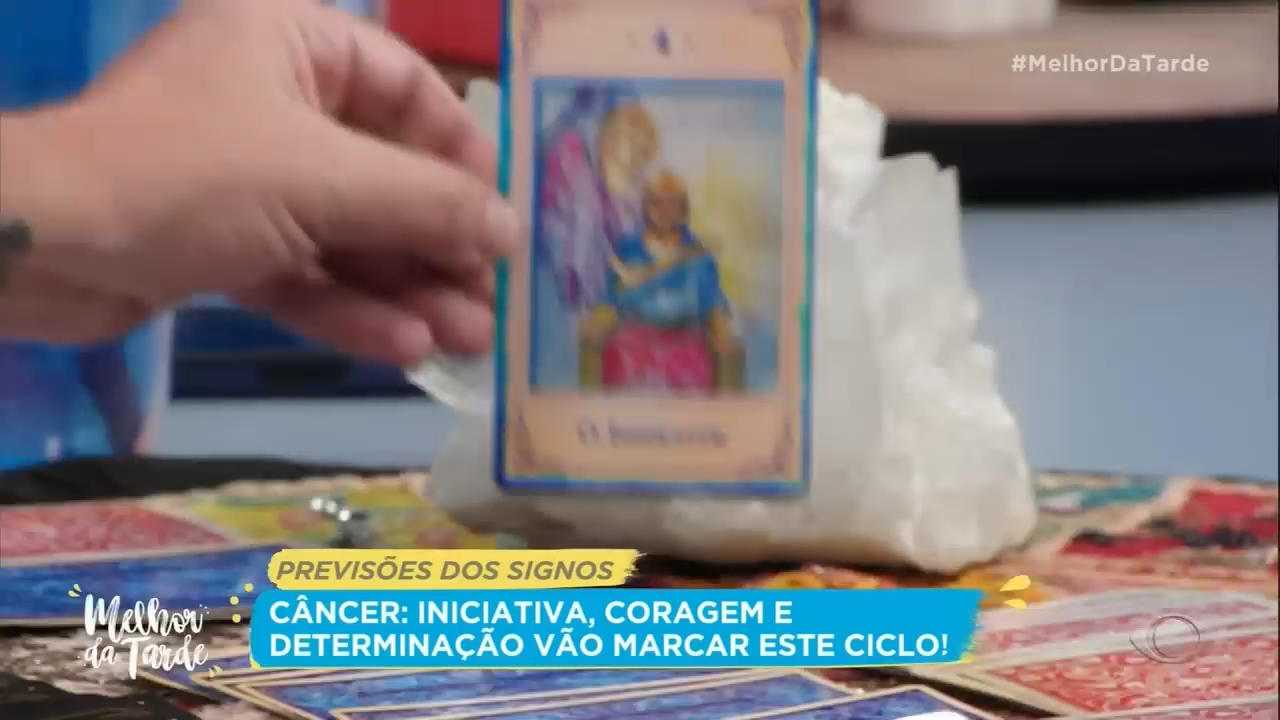 #MelhorDaTarde
PREVISÕES DOS SIGNOS
CÂNCER: INICIATIVA, CORAGEM E
DETERMINAÇÃO VÃO MARCAR ESTE CICLO!
Melhor
da Tarde